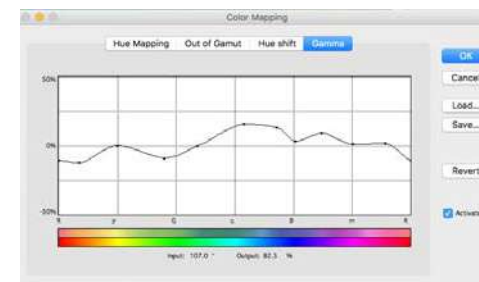 Color Mapping
Hue Mapping Out of Gamut Hue shift Gamma
OK
Cancel
Load...
Save...
Revert
Activate
50%
0%
-50%
R y G c B m R
Input: 107.0 ° Output: 82.3 %